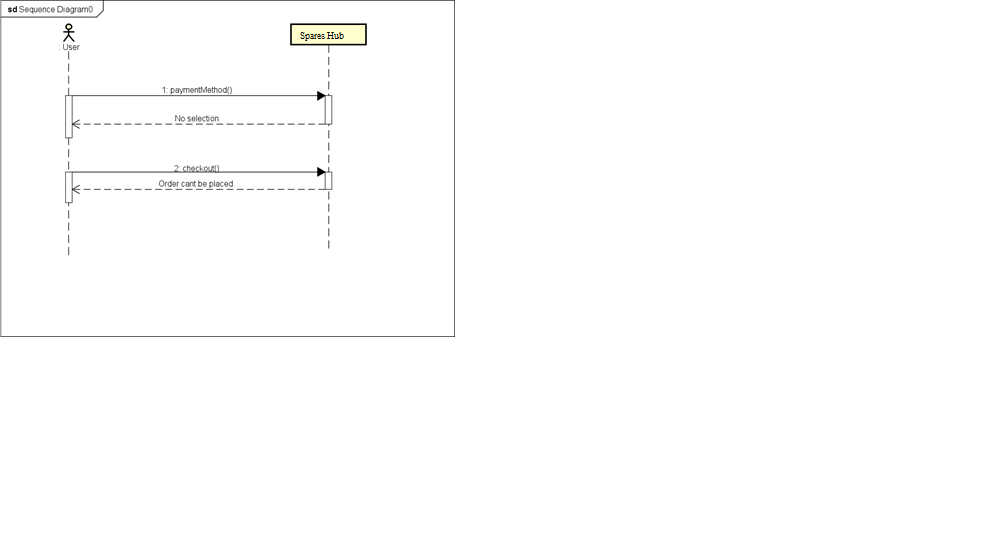 sd Sequence Diagram0
: User
Spares Hub
1: paymentMethod()
No selection
2: checkout()
Order cant be placed.